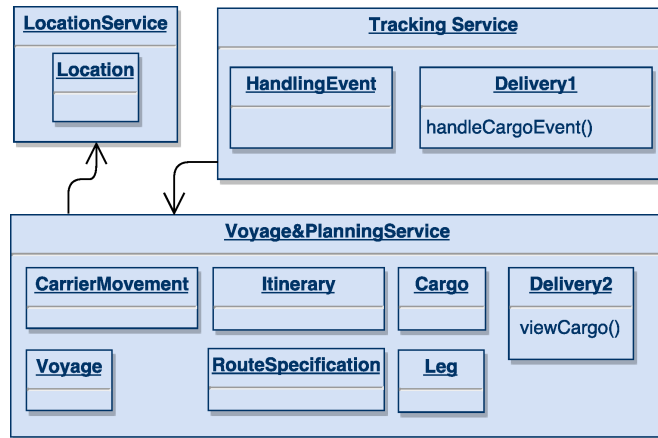 LocationService
Location
Tracking Service
HandlingEvent
Delivery1
handleCargoEvent()
Voyage&PlanningService
CarrierMovement
Itinerary
Cargo
Delivery2
viewCargo()
Voyage
RouteSpecification
Leg